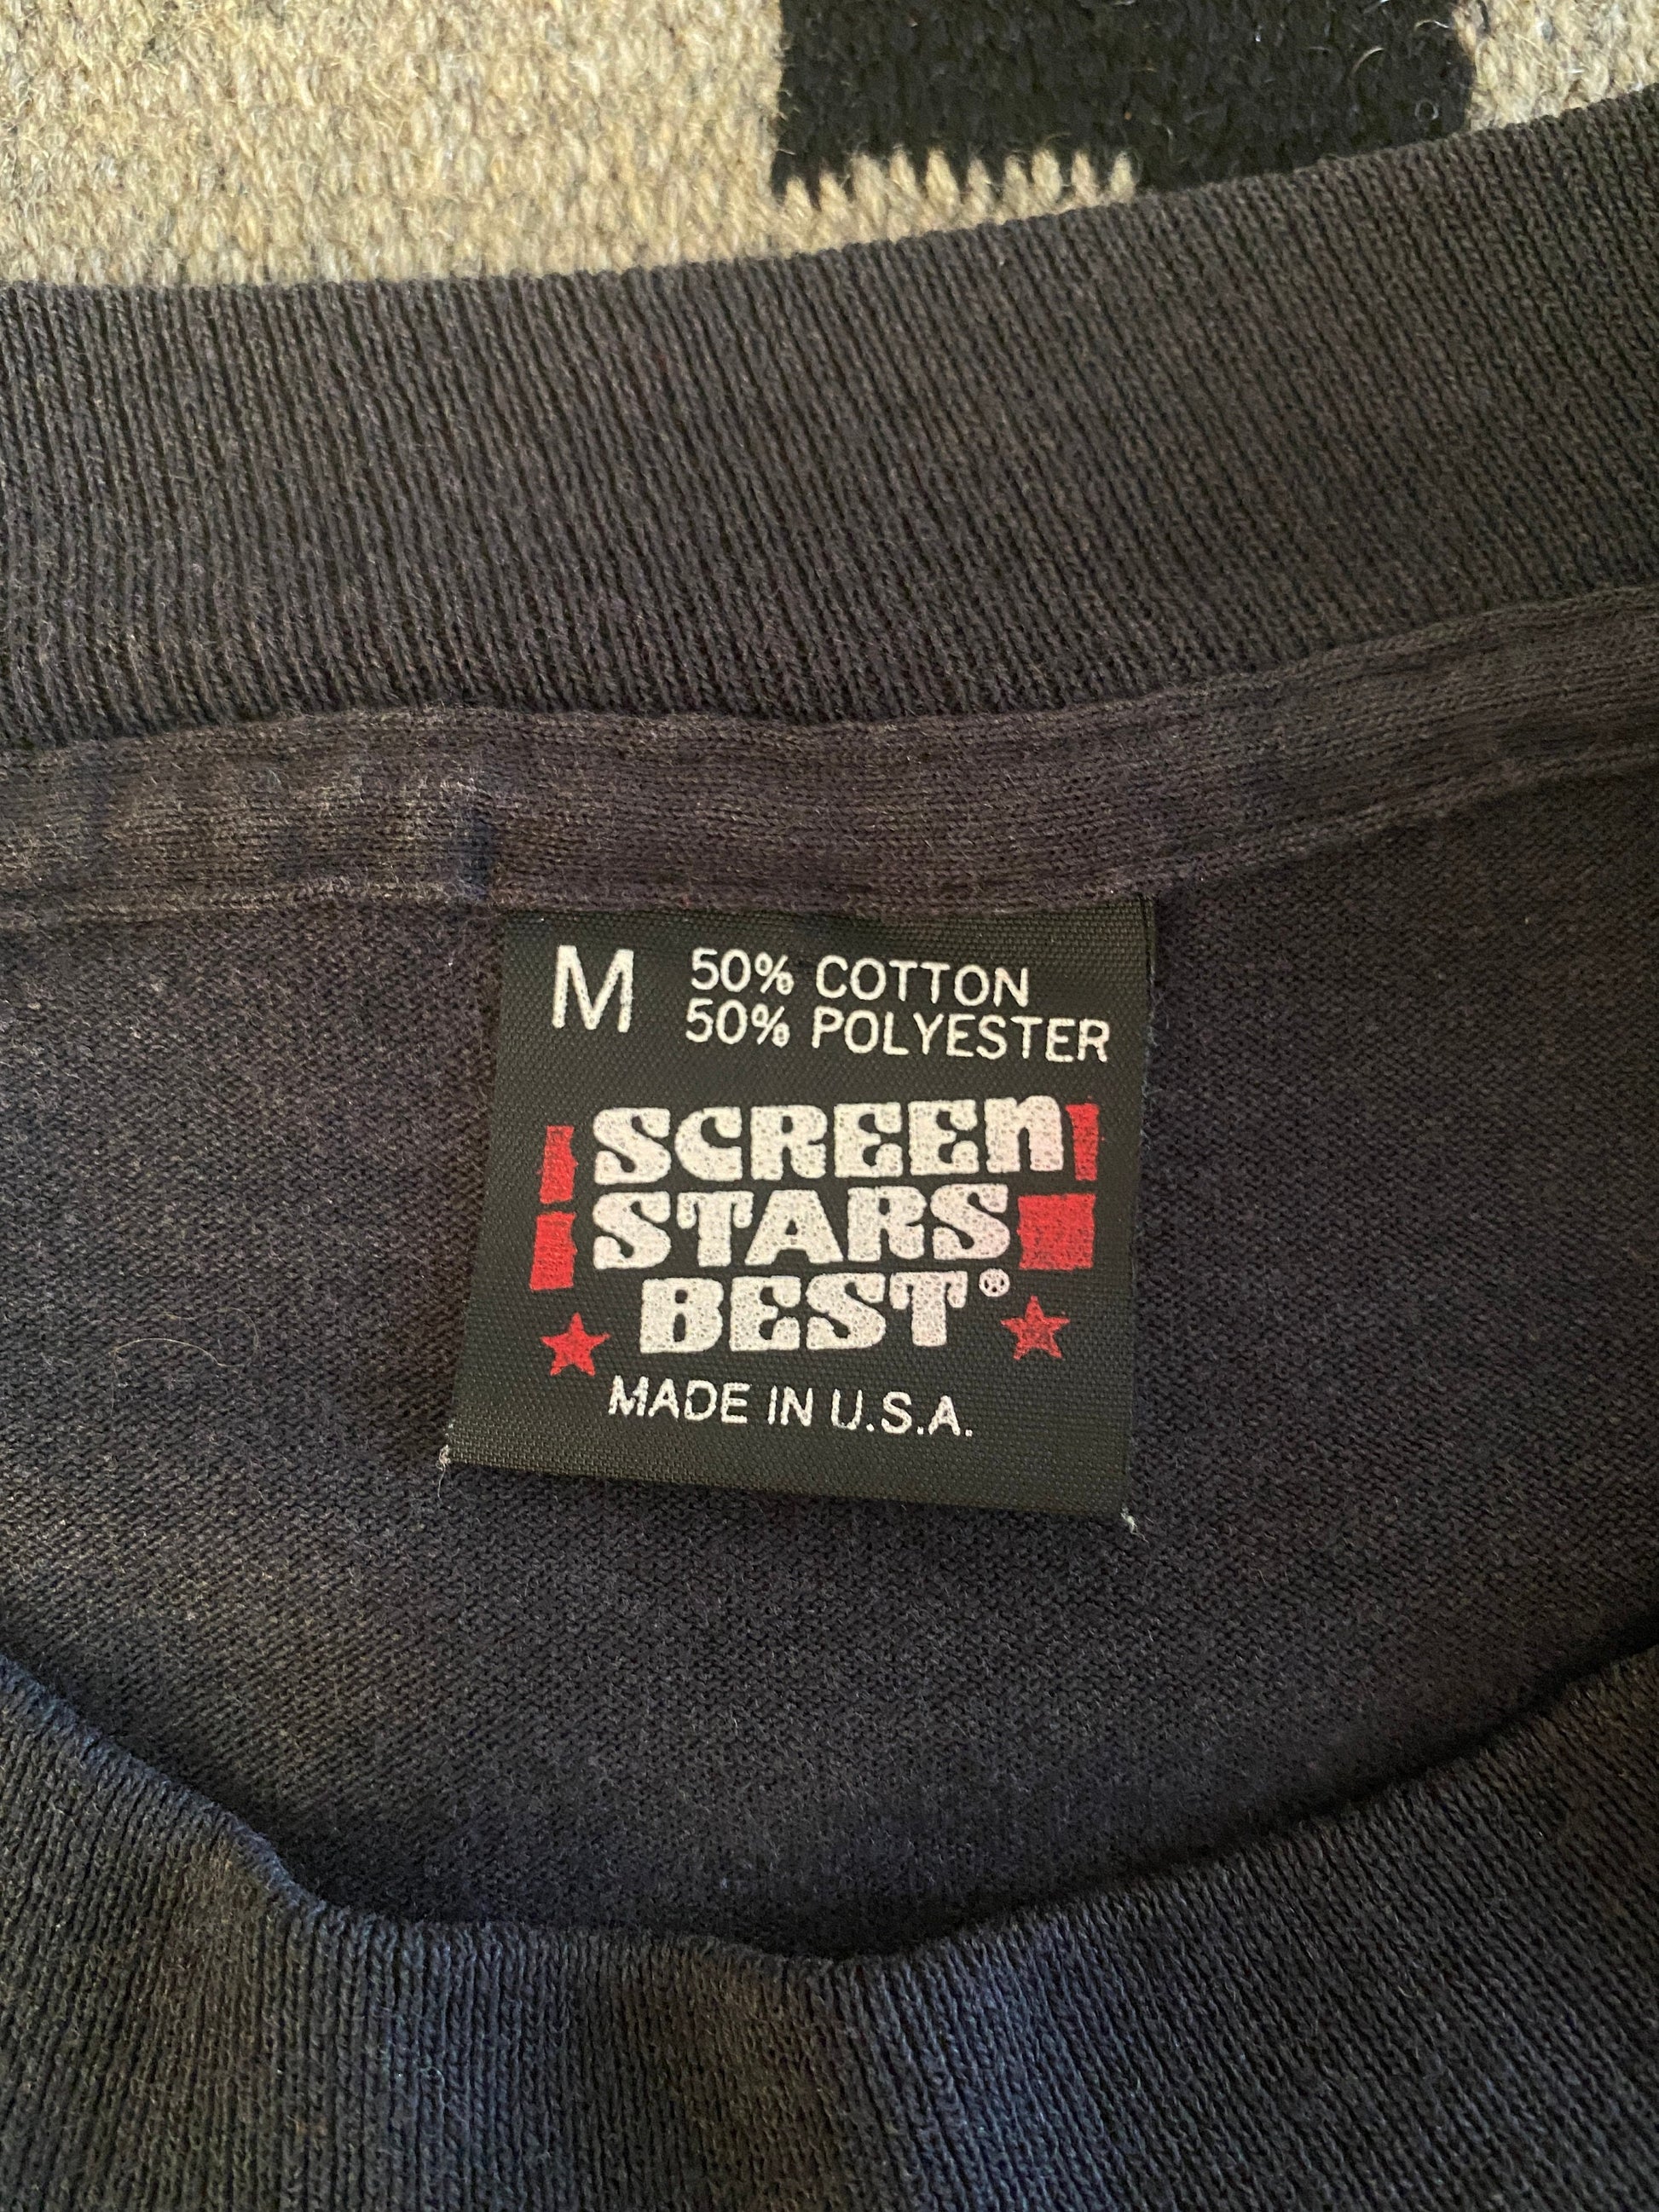 M 50% COTTON
50% POLYESTER
SCREEn
STARS
BEST®
MADE IN U.S.A.